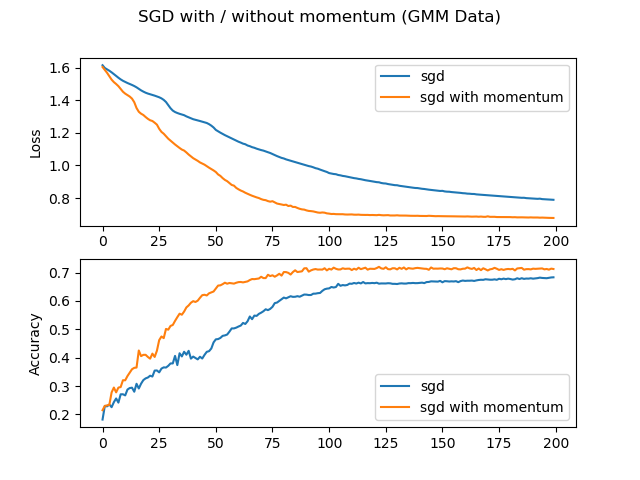 SGD with / without momentum (GMM Data)
Loss
1.6
1.4
1.2
1.0
0.8
sgd
sgd with momentum
0 25 50 75 100 125 150 175 200
Accuracy
0.7
0.6
0.5
0.4
0.3
0.2
sgd
sgd with momentum
0 25 50 75 100 125 150 175 200